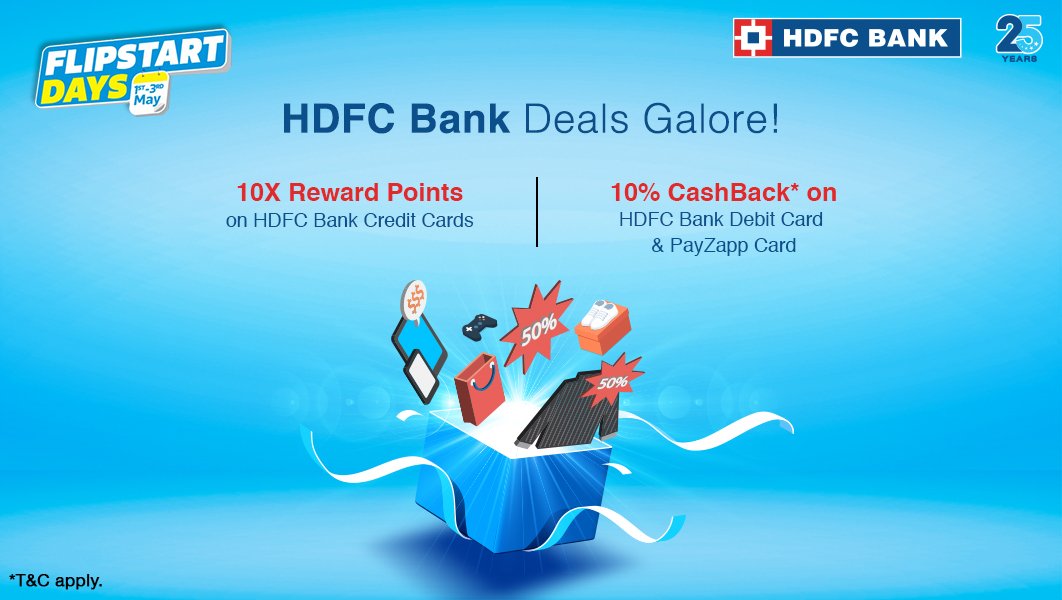 FLIPSTART
DAYS
1ST-3RD
May
HDFC BANK
25
YEARS
HDFC Bank Deals Galore!
10X Reward Points
on HDFC Bank Credit Cards
10% CashBack* on
HDFC Bank Debit Card
& PayZapp Card
50%
50%
*T&C apply.